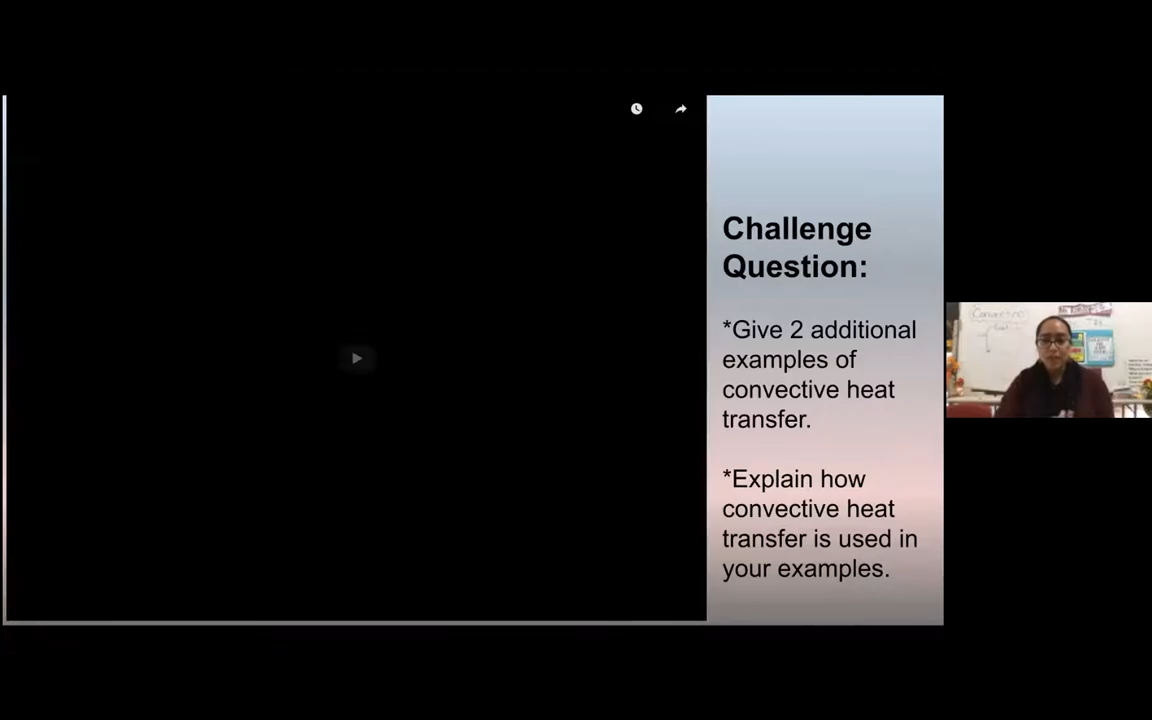 Challenge
Question:
*Give 2 additional
examples of
convective heat
transfer.
*Explain how
convective heat
transfer is used in
your examples.